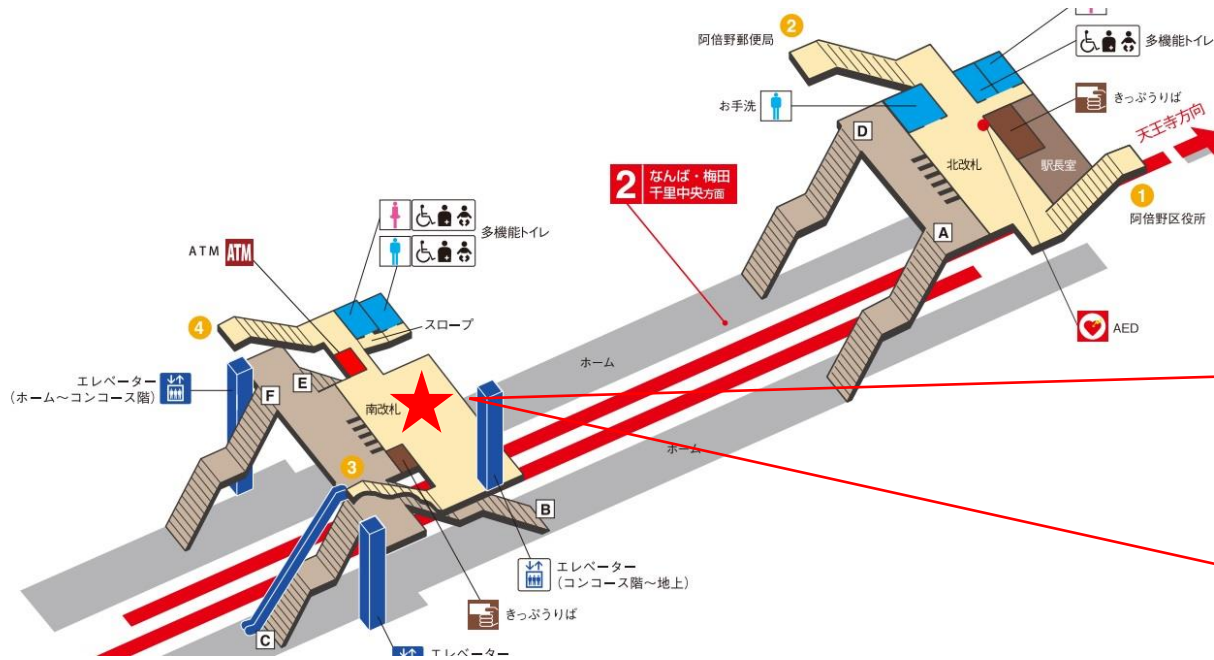 2
阿倍野郵便局
多機能トイレ
お手洗
きっぷうりば
天王寺方向
D
北改札
駅長室
2 なんば・梅田
千里中央方面
1
阿倍野区役所
A
多機能トイレ
ATM ATM
AED
4
スロープ
ホーム
エレベーター
(ホーム〜コンコース階)
E
F
南改札
ホーム
3
B
エレベーター
(コンコース階〜地上)
きっぷうりば
C
エレベーター